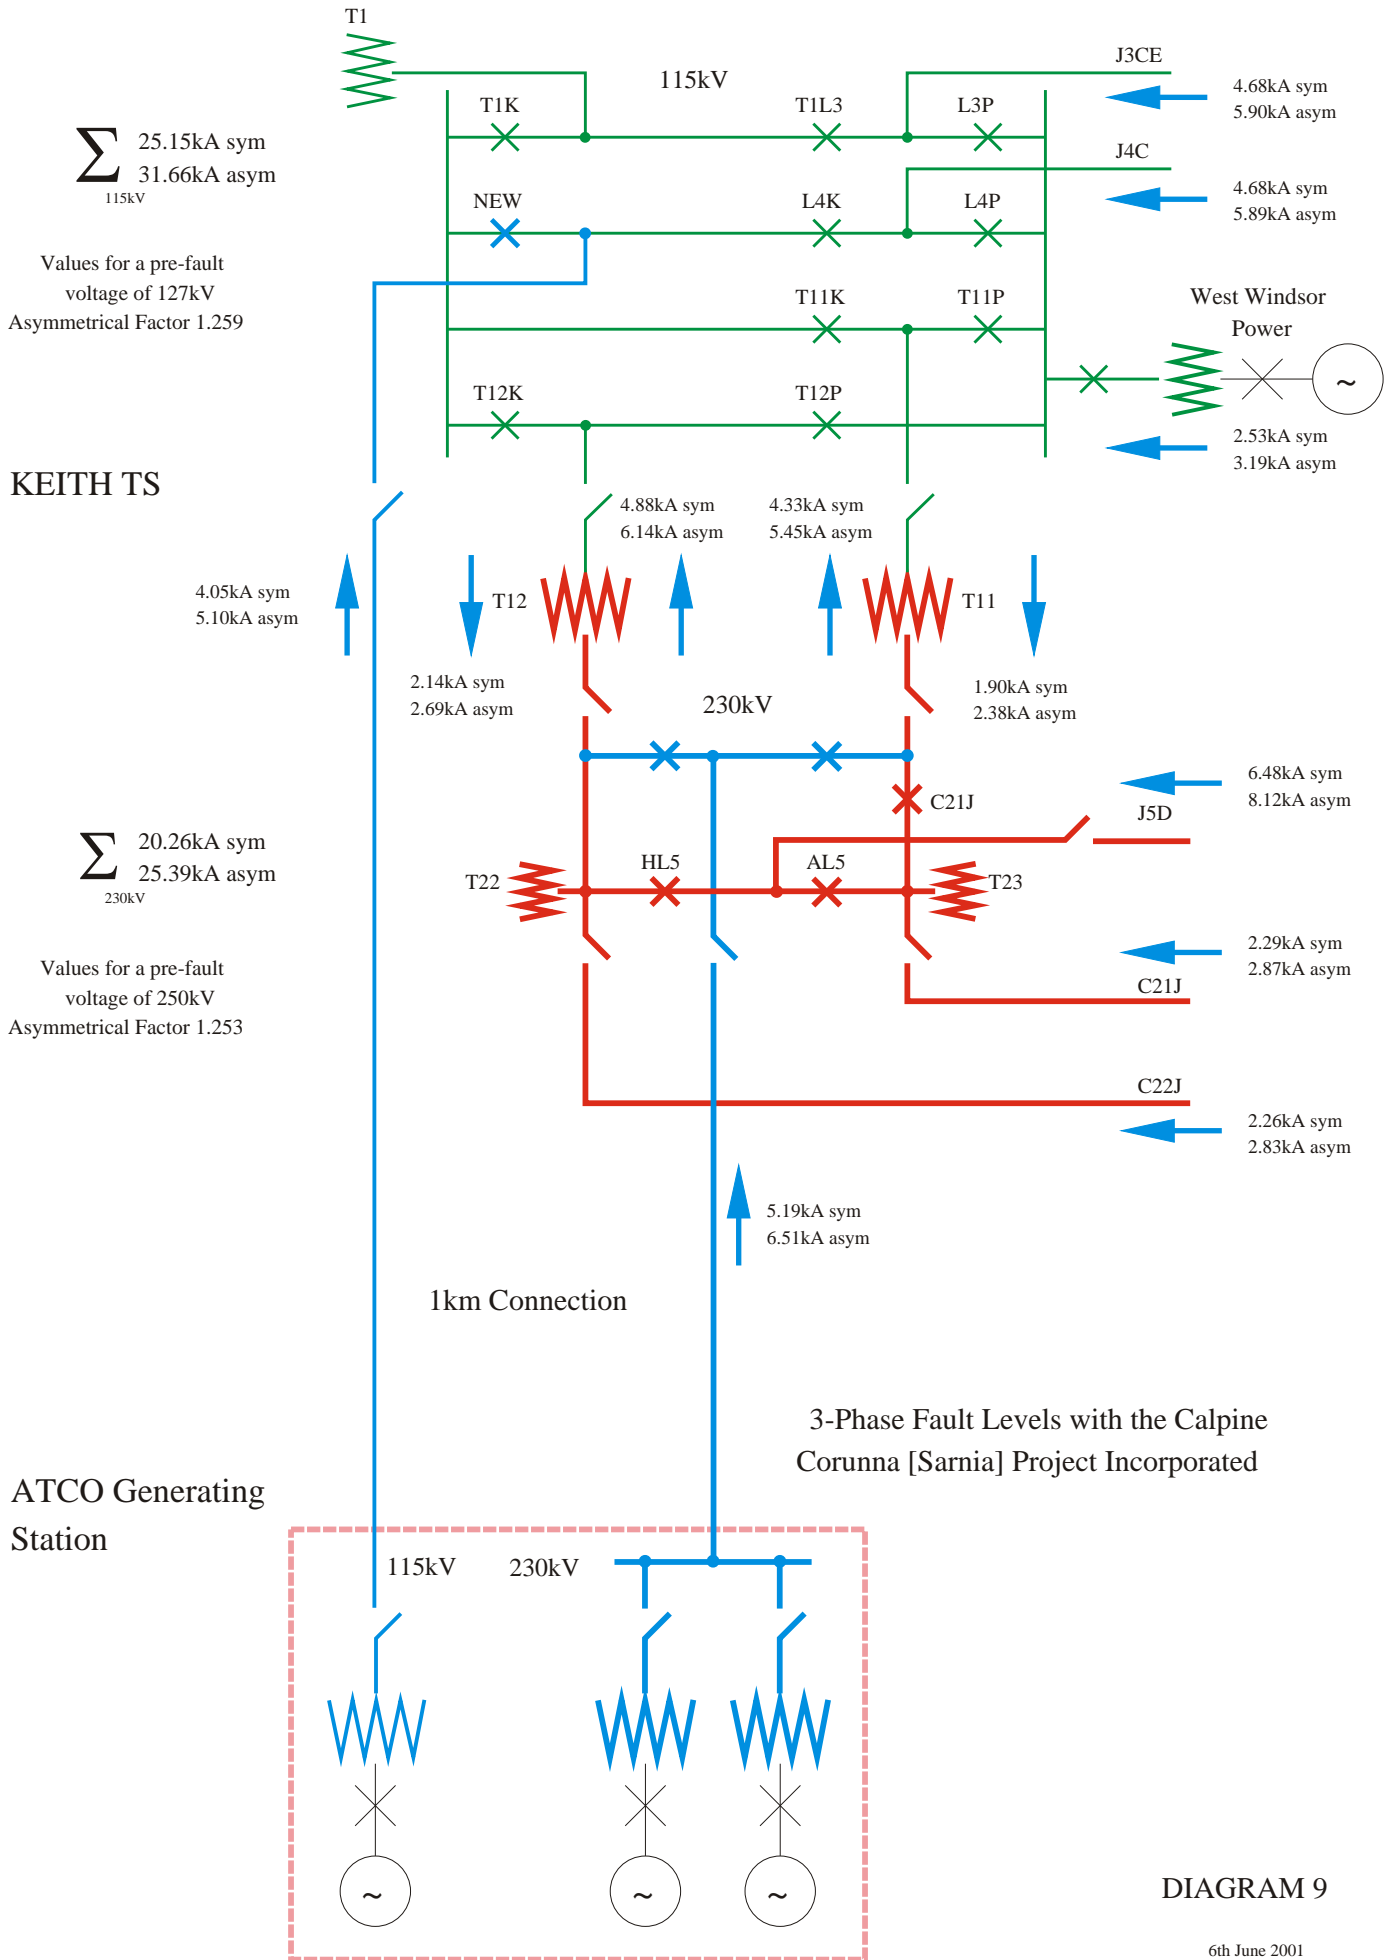 T1
J3CE
115kV
4.68kA sym
5.90kA asym
T1K
T1L3
L3P
∑ 25.15kA sym
31.66kA asym
115kV
J4C
4.68kA sym
5.89kA asym
NEW
L4K
L4P
Values for a pre-fault
voltage of 127kV
Asymmetrical Factor 1.259
T11K
T11P
West Windsor
Power
~
T12K
T12P
2.53kA sym
3.19kA asym
KEITH TS
4.88kA sym
6.14kA asym
4.33kA sym
5.45kA asym
4.05kA sym
5.10kA asym
T12
T11
2.14kA sym
2.69kA asym
230kV
1.90kA sym
2.38kA asym
6.48kA sym
8.12kA asym
C21J
J5D
∑ 20.26kA sym
25.39kA asym
230kV
HL5
AL5
T22
T23
2.29kA sym
2.87kA asym
C21J
Values for a pre-fault
voltage of 250kV
Asymmetrical Factor 1.253
C22J
2.26kA sym
2.83kA asym
5.19kA sym
6.51kA asym
1km Connection
3-Phase Fault Levels with the Calpine
Corunna [Sarnia] Project Incorporated
ATCO Generating
Station
115kV
230kV
~
~
~
DIAGRAM 9
6th June 2001